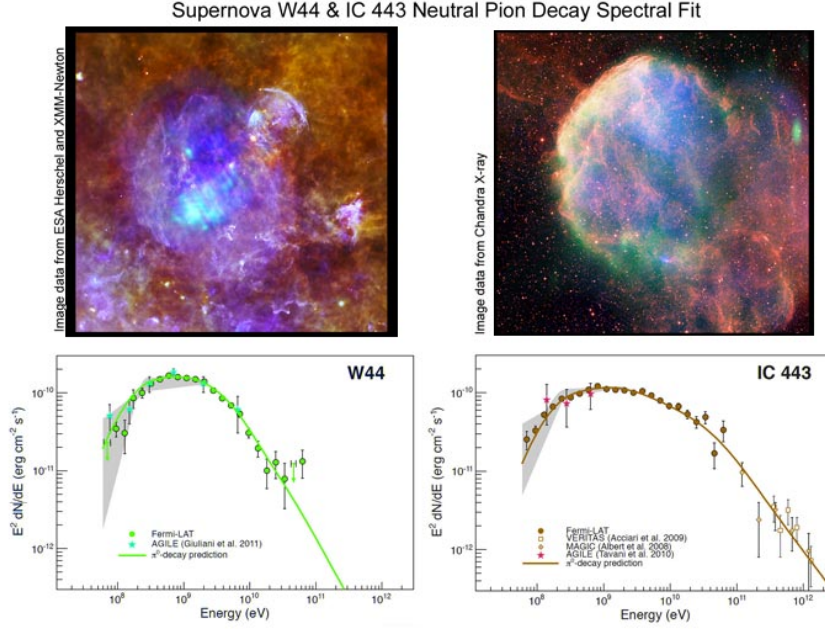 Supernova W44 & IC 443 Neutral Pion Decay Spectral Fit
Image data from ESA Herschel and XMM-Newton
Image data from Chandra X-ray
W44
E² dN/dE (erg cm⁻² s⁻¹)
10⁻¹⁰
10⁻¹¹
10⁻¹²
Fermi-LAT
AGILE (Giuliani et al. 2011)
π⁰-decay prediction
10⁸ 10⁹ 10¹⁰ 10¹¹ 10¹²
Energy (eV)
IC 443
E² dN/dE (erg cm⁻² s⁻¹)
10⁻¹⁰
10⁻¹¹
10⁻¹²
Fermi-LAT
VERITAS (Acciari et al. 2009)
MAGIC (Albert et al. 2008)
AGILE (Tavani et al. 2010)
π⁰-decay prediction
10⁸ 10⁹ 10¹⁰ 10¹¹ 10¹²
Energy (eV)